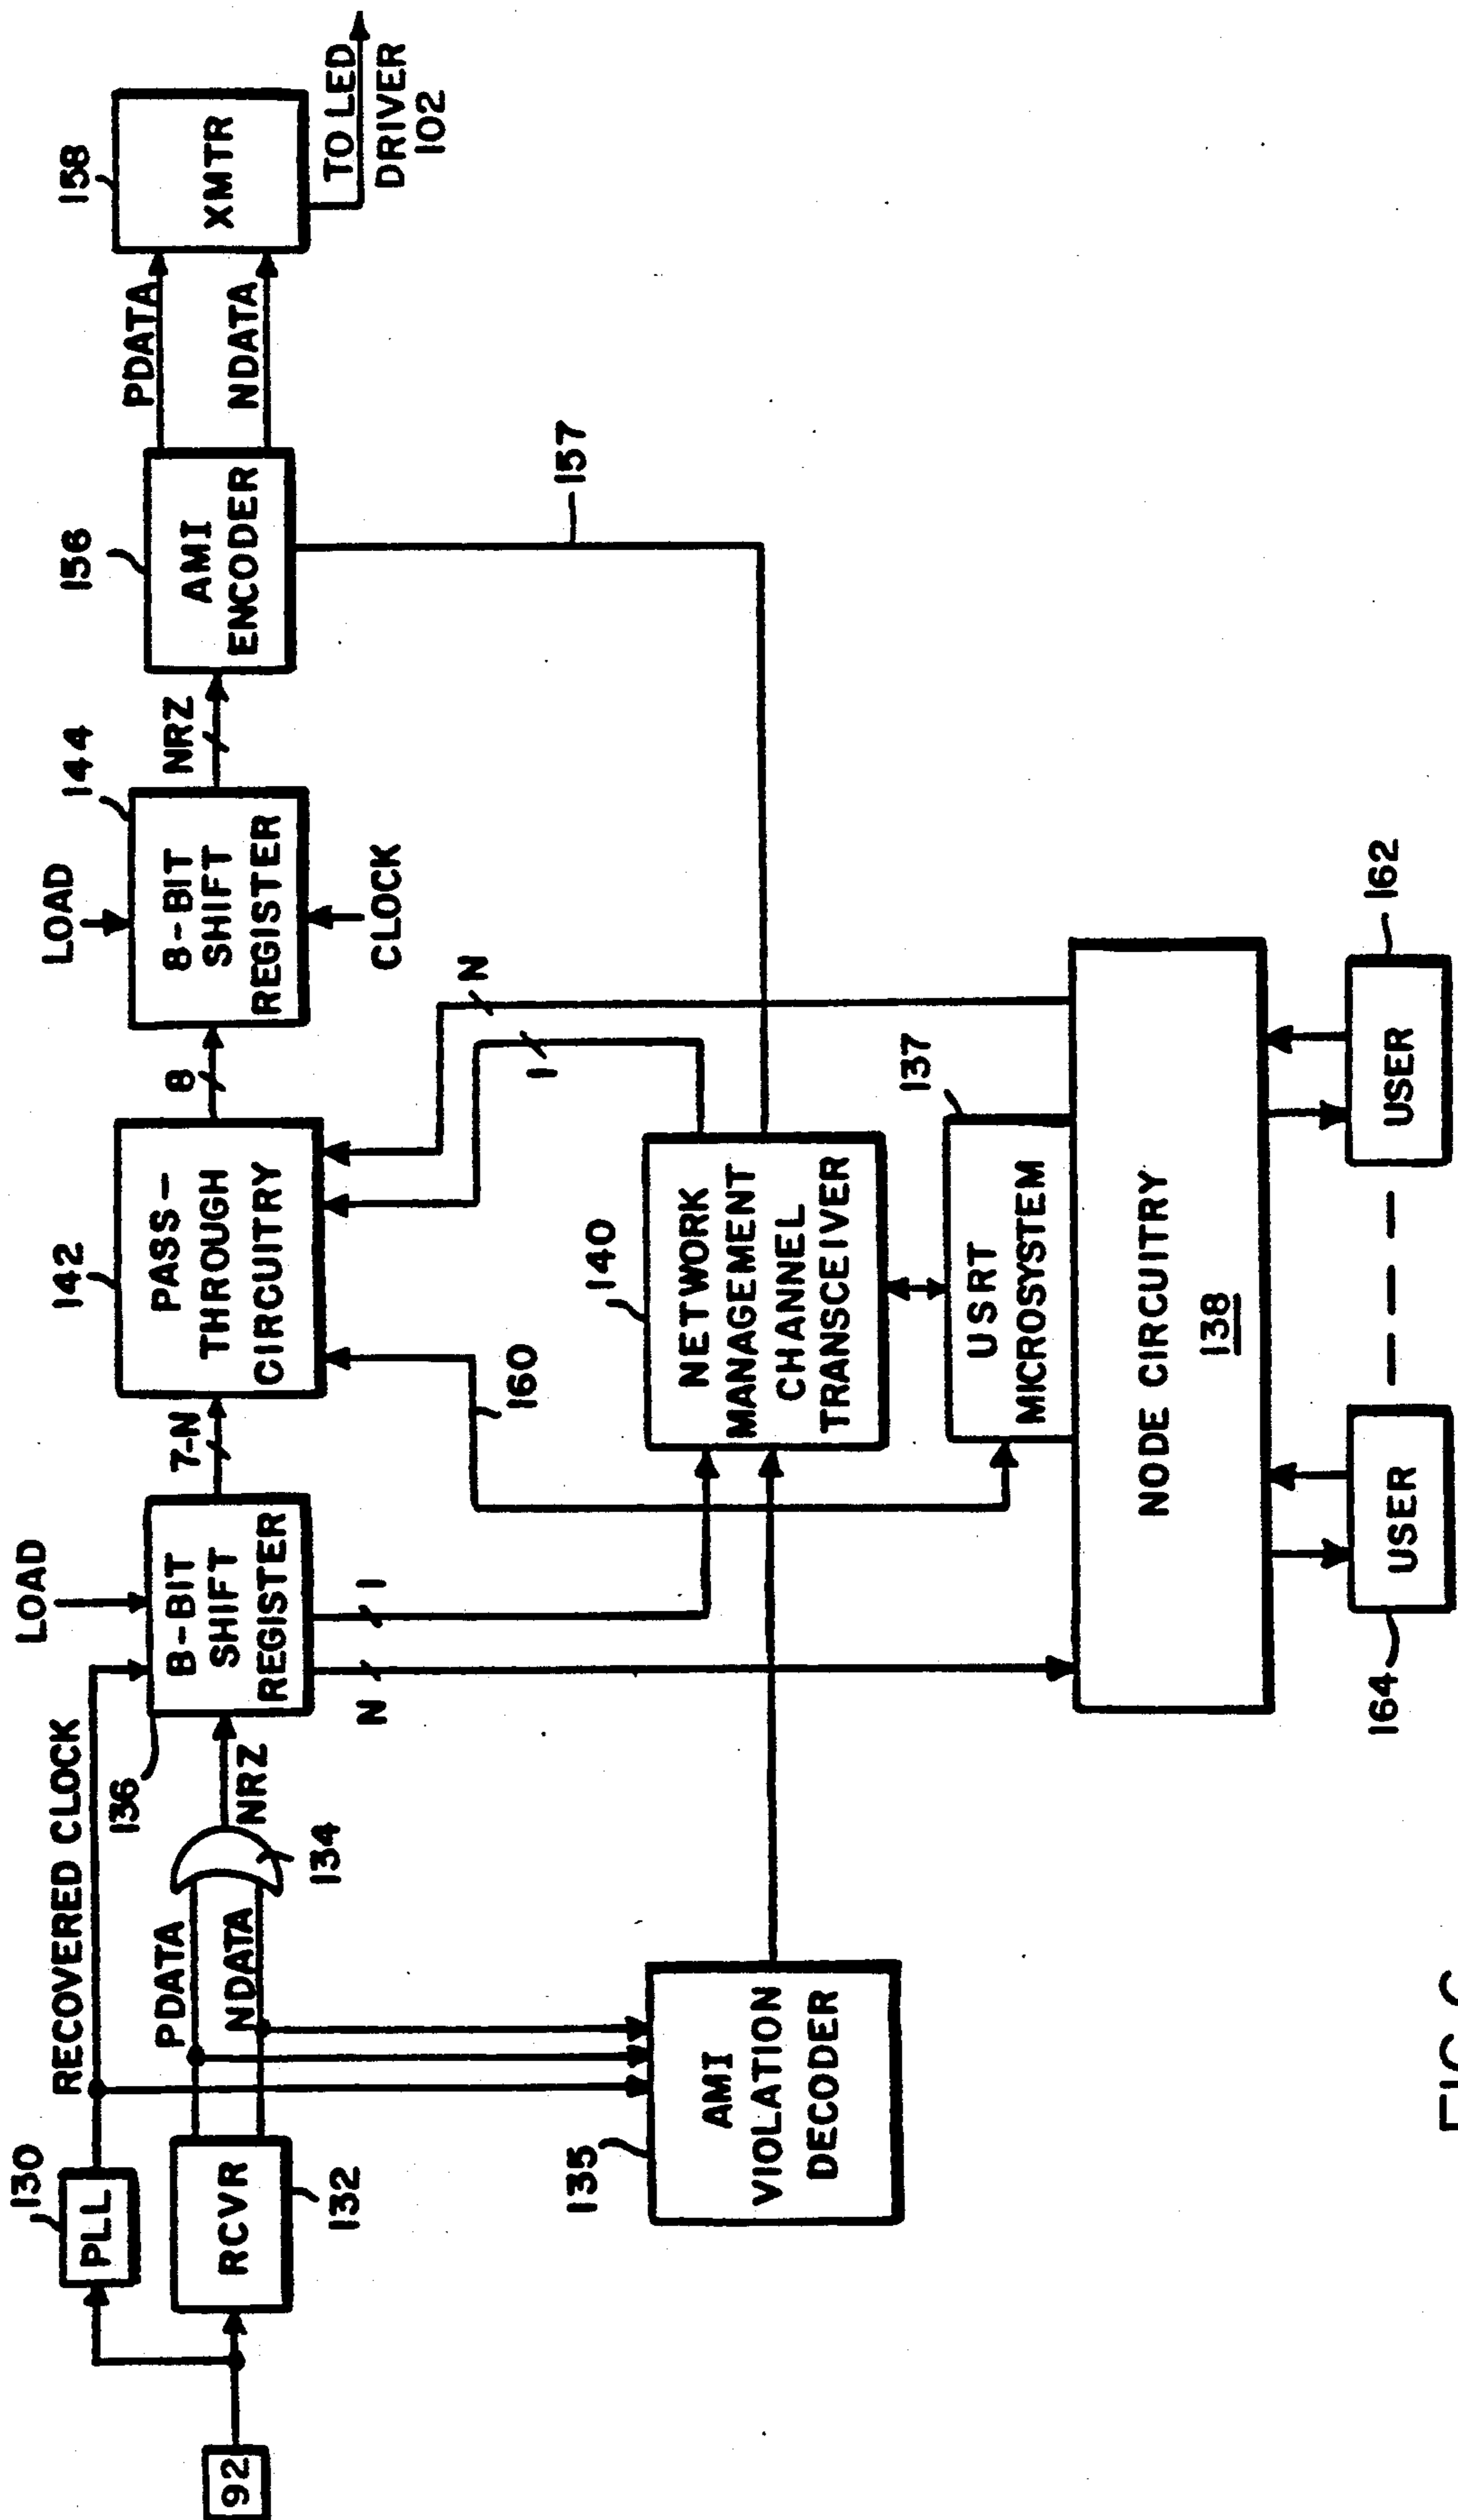 92
130
PLL
RCVR
132
RECOVERED CLOCK
PDATA
NDATA
134
NRZ
136
LOAD
8-BIT
SHIFT
REGISTER
N
1
7-N
142
PASS-
THROUGH
CIRCUITRY
8
LOAD
144
8-BIT
SHIFT
REGISTER
CLOCK
NRZ
156
AMI
ENCODER
157
PDATA
NDATA
158
XMTR
TO LED
DRIVER
102
135
AMI
VIOLATION
DECODER
160
140
NETWORK
MANAGEMENT
CHANNEL
TRANSCEIVER
1
N
137
USRT
MICROSYSTEM
NODE CIRCUITRY
138
164
USER
USER
162